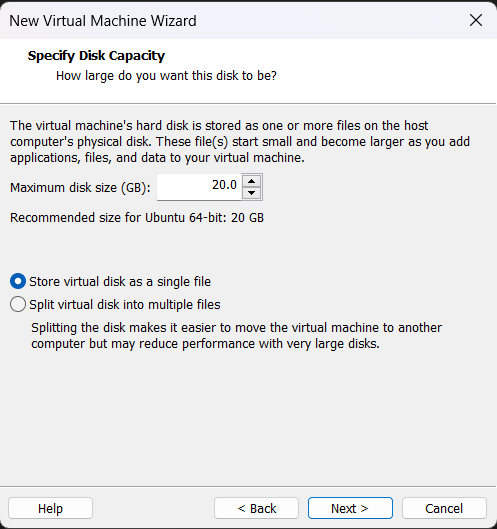 New Virtual Machine Wizard
Specify Disk Capacity
How large do you want this disk to be?
The virtual machine's hard disk is stored as one or more files on the host
computer's physical disk. These file(s) start small and become larger as you add
applications, files, and data to your virtual machine.
Maximum disk size (GB): 20.0
Recommended size for Ubuntu 64-bit: 20 GB
Store virtual disk as a single file
Split virtual disk into multiple files
Splitting the disk makes it easier to move the virtual machine to another
computer but may reduce performance with very large disks.
Help < Back Next > Cancel